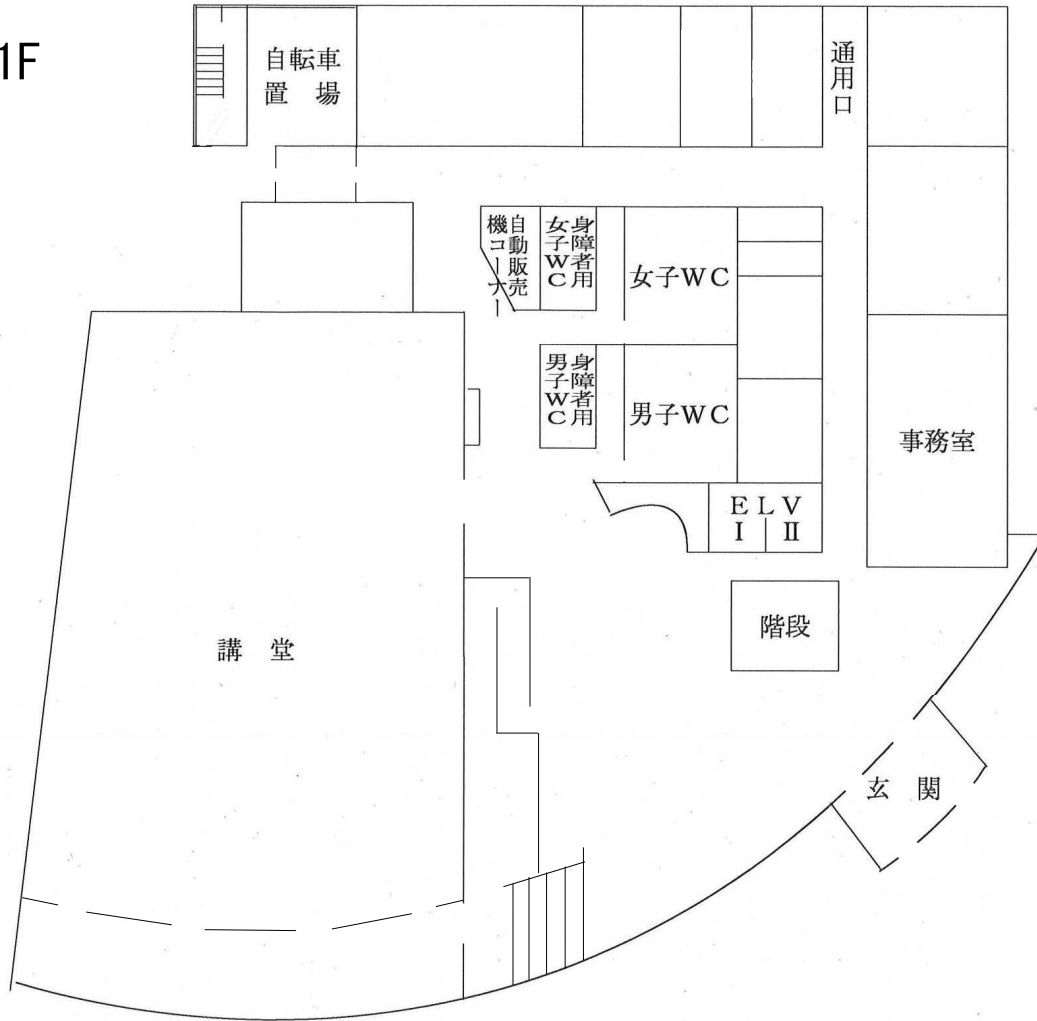 1F
自転車
置　場
通用口
自動販売
機コーナー
身障者用
女子WC
女子WC
身障者用
男子WC
男子WC
事務室
ELV
I II
階段
講　堂
玄　関